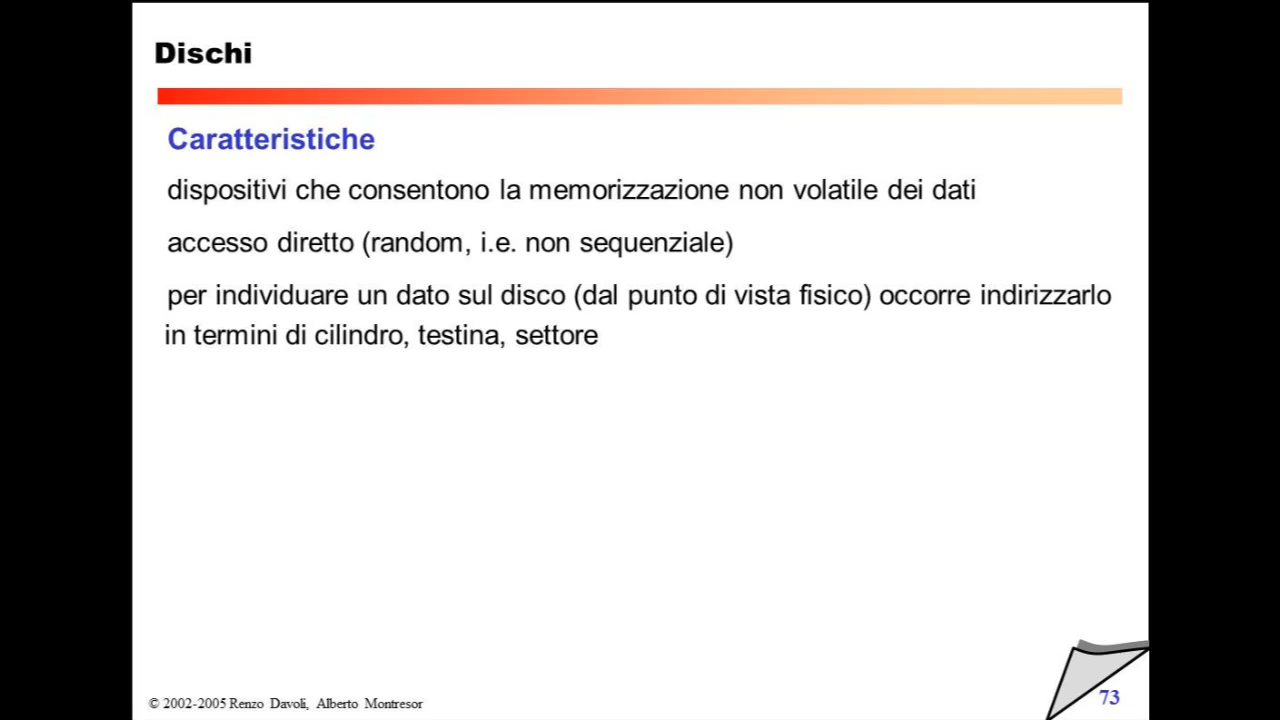 Dischi
Caratteristiche
dispositivi che consentono la memorizzazione non volatile dei dati
accesso diretto (random, i.e. non sequenziale)
per individuare un dato sul disco (dal punto di vista fisico) occorre indirizzarlo
in termini di cilindro, testina, settore
© 2002-2005 Renzo Davoli, Alberto Montresor
73